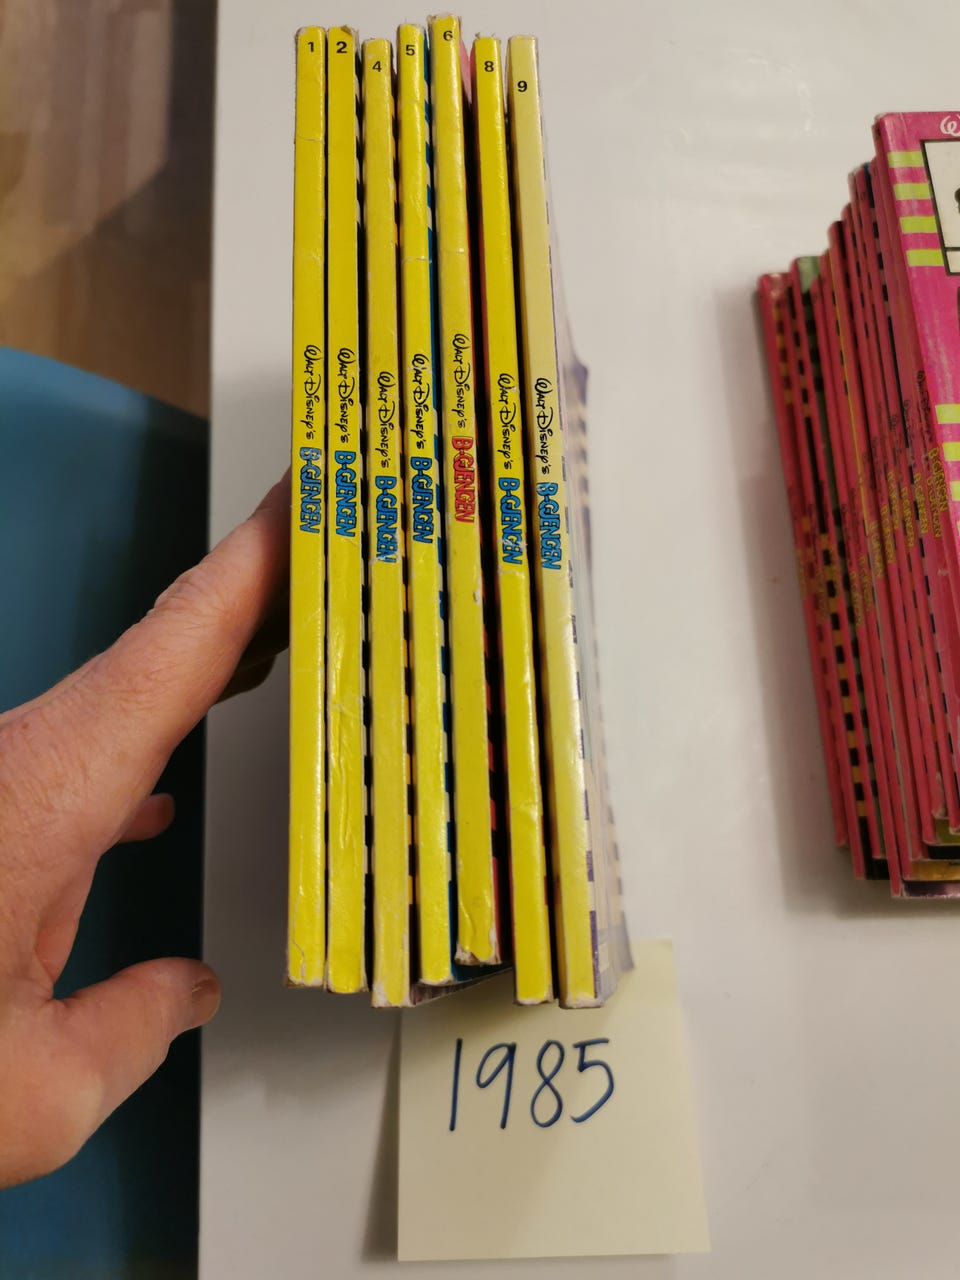 1
WALT DISNEY'S B-GJENGEN
2
WALT DISNEY'S B-GJENGEN
4
WALT DISNEY'S B-GJENGEN
5
WALT DISNEY'S B-GJENGEN
6
WALT DISNEY'S B-GJENGEN
8
WALT DISNEY'S B-GJENGEN
9
WALT DISNEY'S B-GJENGEN
1985